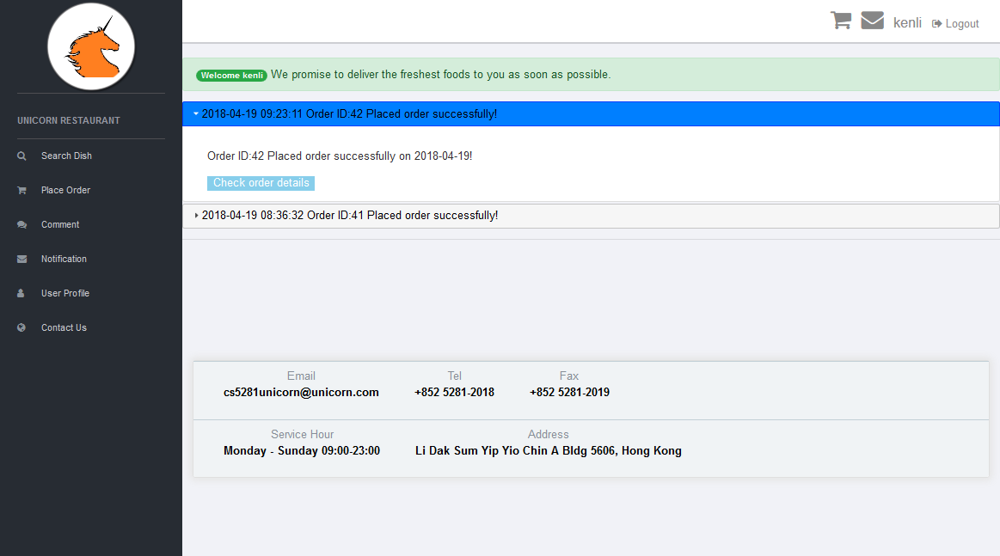 kenli Logout
UNICORN RESTAURANT
Search Dish
Place Order
Comment
Notification
User Profile
Contact Us
Welcome kenli We promise to deliver the freshest foods to you as soon as possible.
2018-04-19 09:23:11 Order ID:42 Placed order successfully!
Order ID:42 Placed order successfully on 2018-04-19!
Check order details
2018-04-19 08:36:32 Order ID:41 Placed order successfully!
Email Tel Fax
cs5281unicorn@unicorn.com +852 5281-2018 +852 5281-2019
Service Hour Address
Monday - Sunday 09:00-23:00 Li Dak Sum Yip Yio Chin A Bldg 5606, Hong Kong